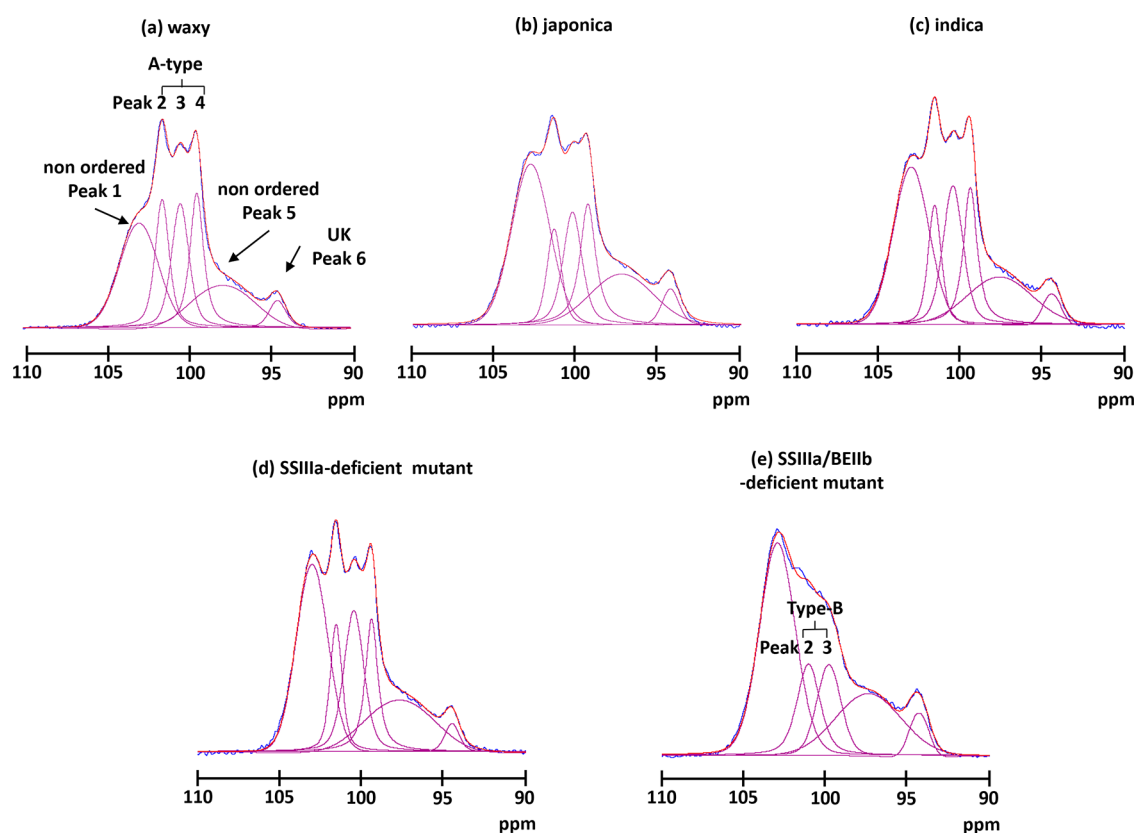 (a) waxy
A-type
Peak 2 3 4
non ordered
Peak 1
non ordered
Peak 5
UK
Peak 6
110 105 100 95 90
ppm
(b) japonica
110 105 100 95 90
ppm
(c) indica
110 105 100 95 90
ppm
(d) SSIIIa-deficient mutant
110 105 100 95 90
ppm
(e) SSIIIa/BEIIb
-deficient mutant
Type-B
Peak 2 3
110 105 100 95 90
ppm